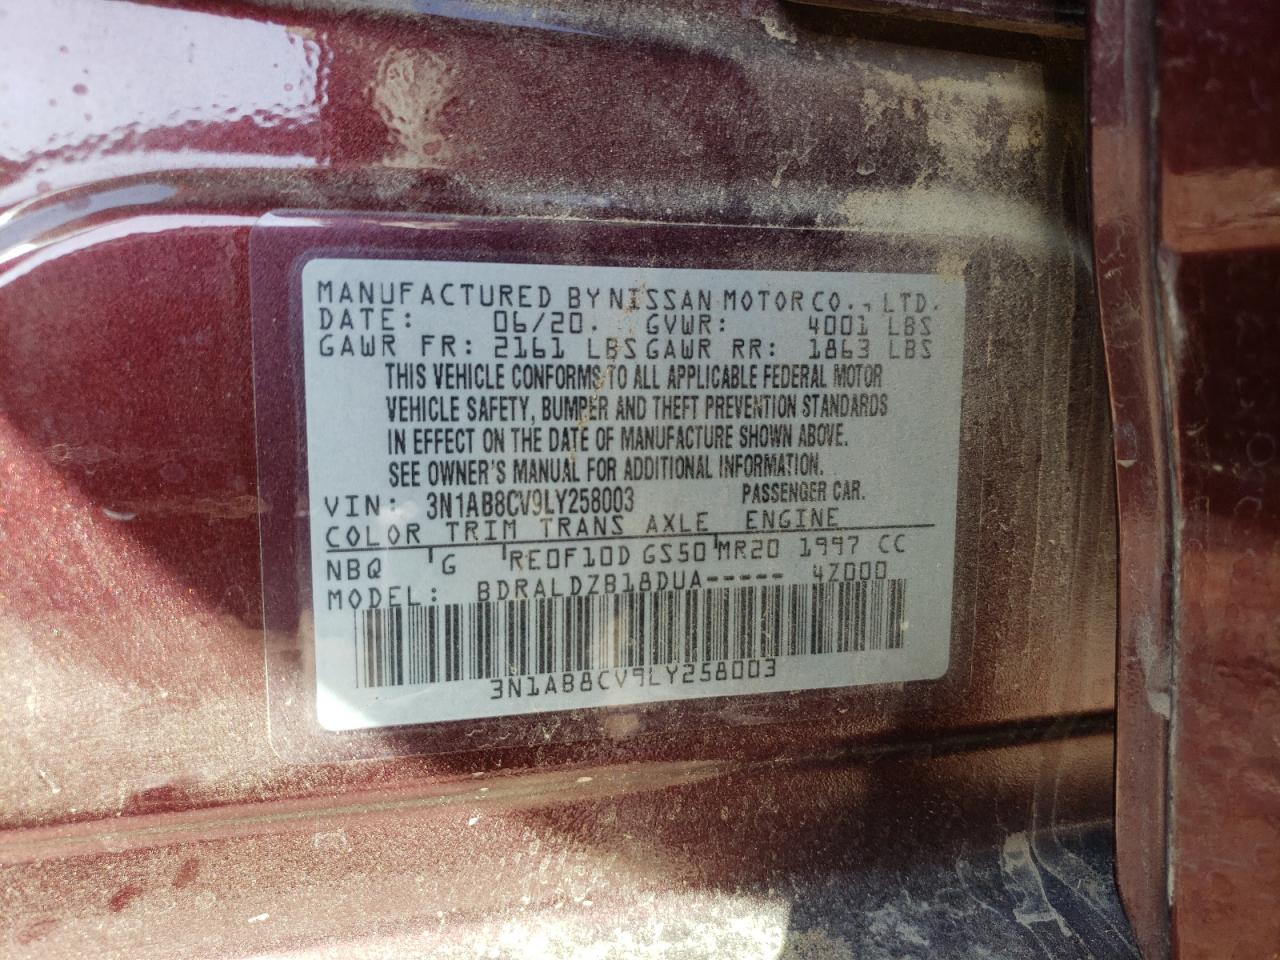 MANUFACTURED BY NISSAN MOTOR CO., LTD.
DATE: 06/20. GVWR: 4001 LBS
GAWR FR: 2161 LBS GAWR RR: 1863 LBS
THIS VEHICLE CONFORMS TO ALL APPLICABLE FEDERAL MOTOR
VEHICLE SAFETY, BUMPER AND THEFT PREVENTION STANDARDS
IN EFFECT ON THE DATE OF MANUFACTURE SHOWN ABOVE.
SEE OWNER'S MANUAL FOR ADDITIONAL INFORMATION.
VIN: 3N1AB8CV9LY258003 PASSENGER CAR.
COLOR TRIM TRANS AXLE ENGINE
NBQ G RE0F10D GS50 MR20 1997 CC
MODEL: BDRALDZB18DUA----- 4Z000
3N1AB8CV9LY258003